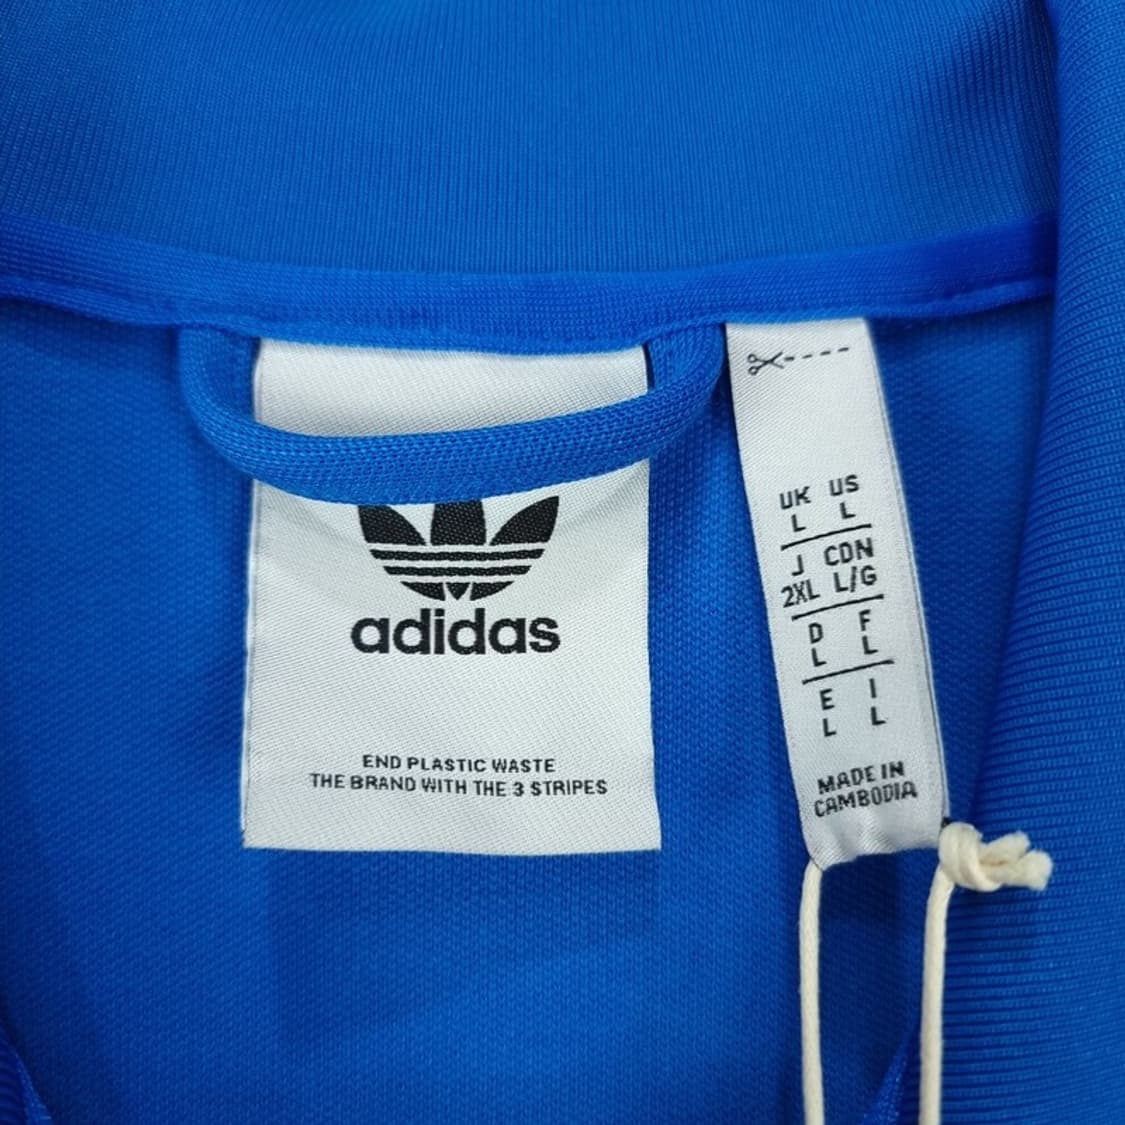 adidas
END PLASTIC WASTE
THE BRAND WITH THE 3 STRIPES
UK US
L L
J CDN
2XL L/G
D F
L L
E I
L L
MADE IN
CAMBODIA